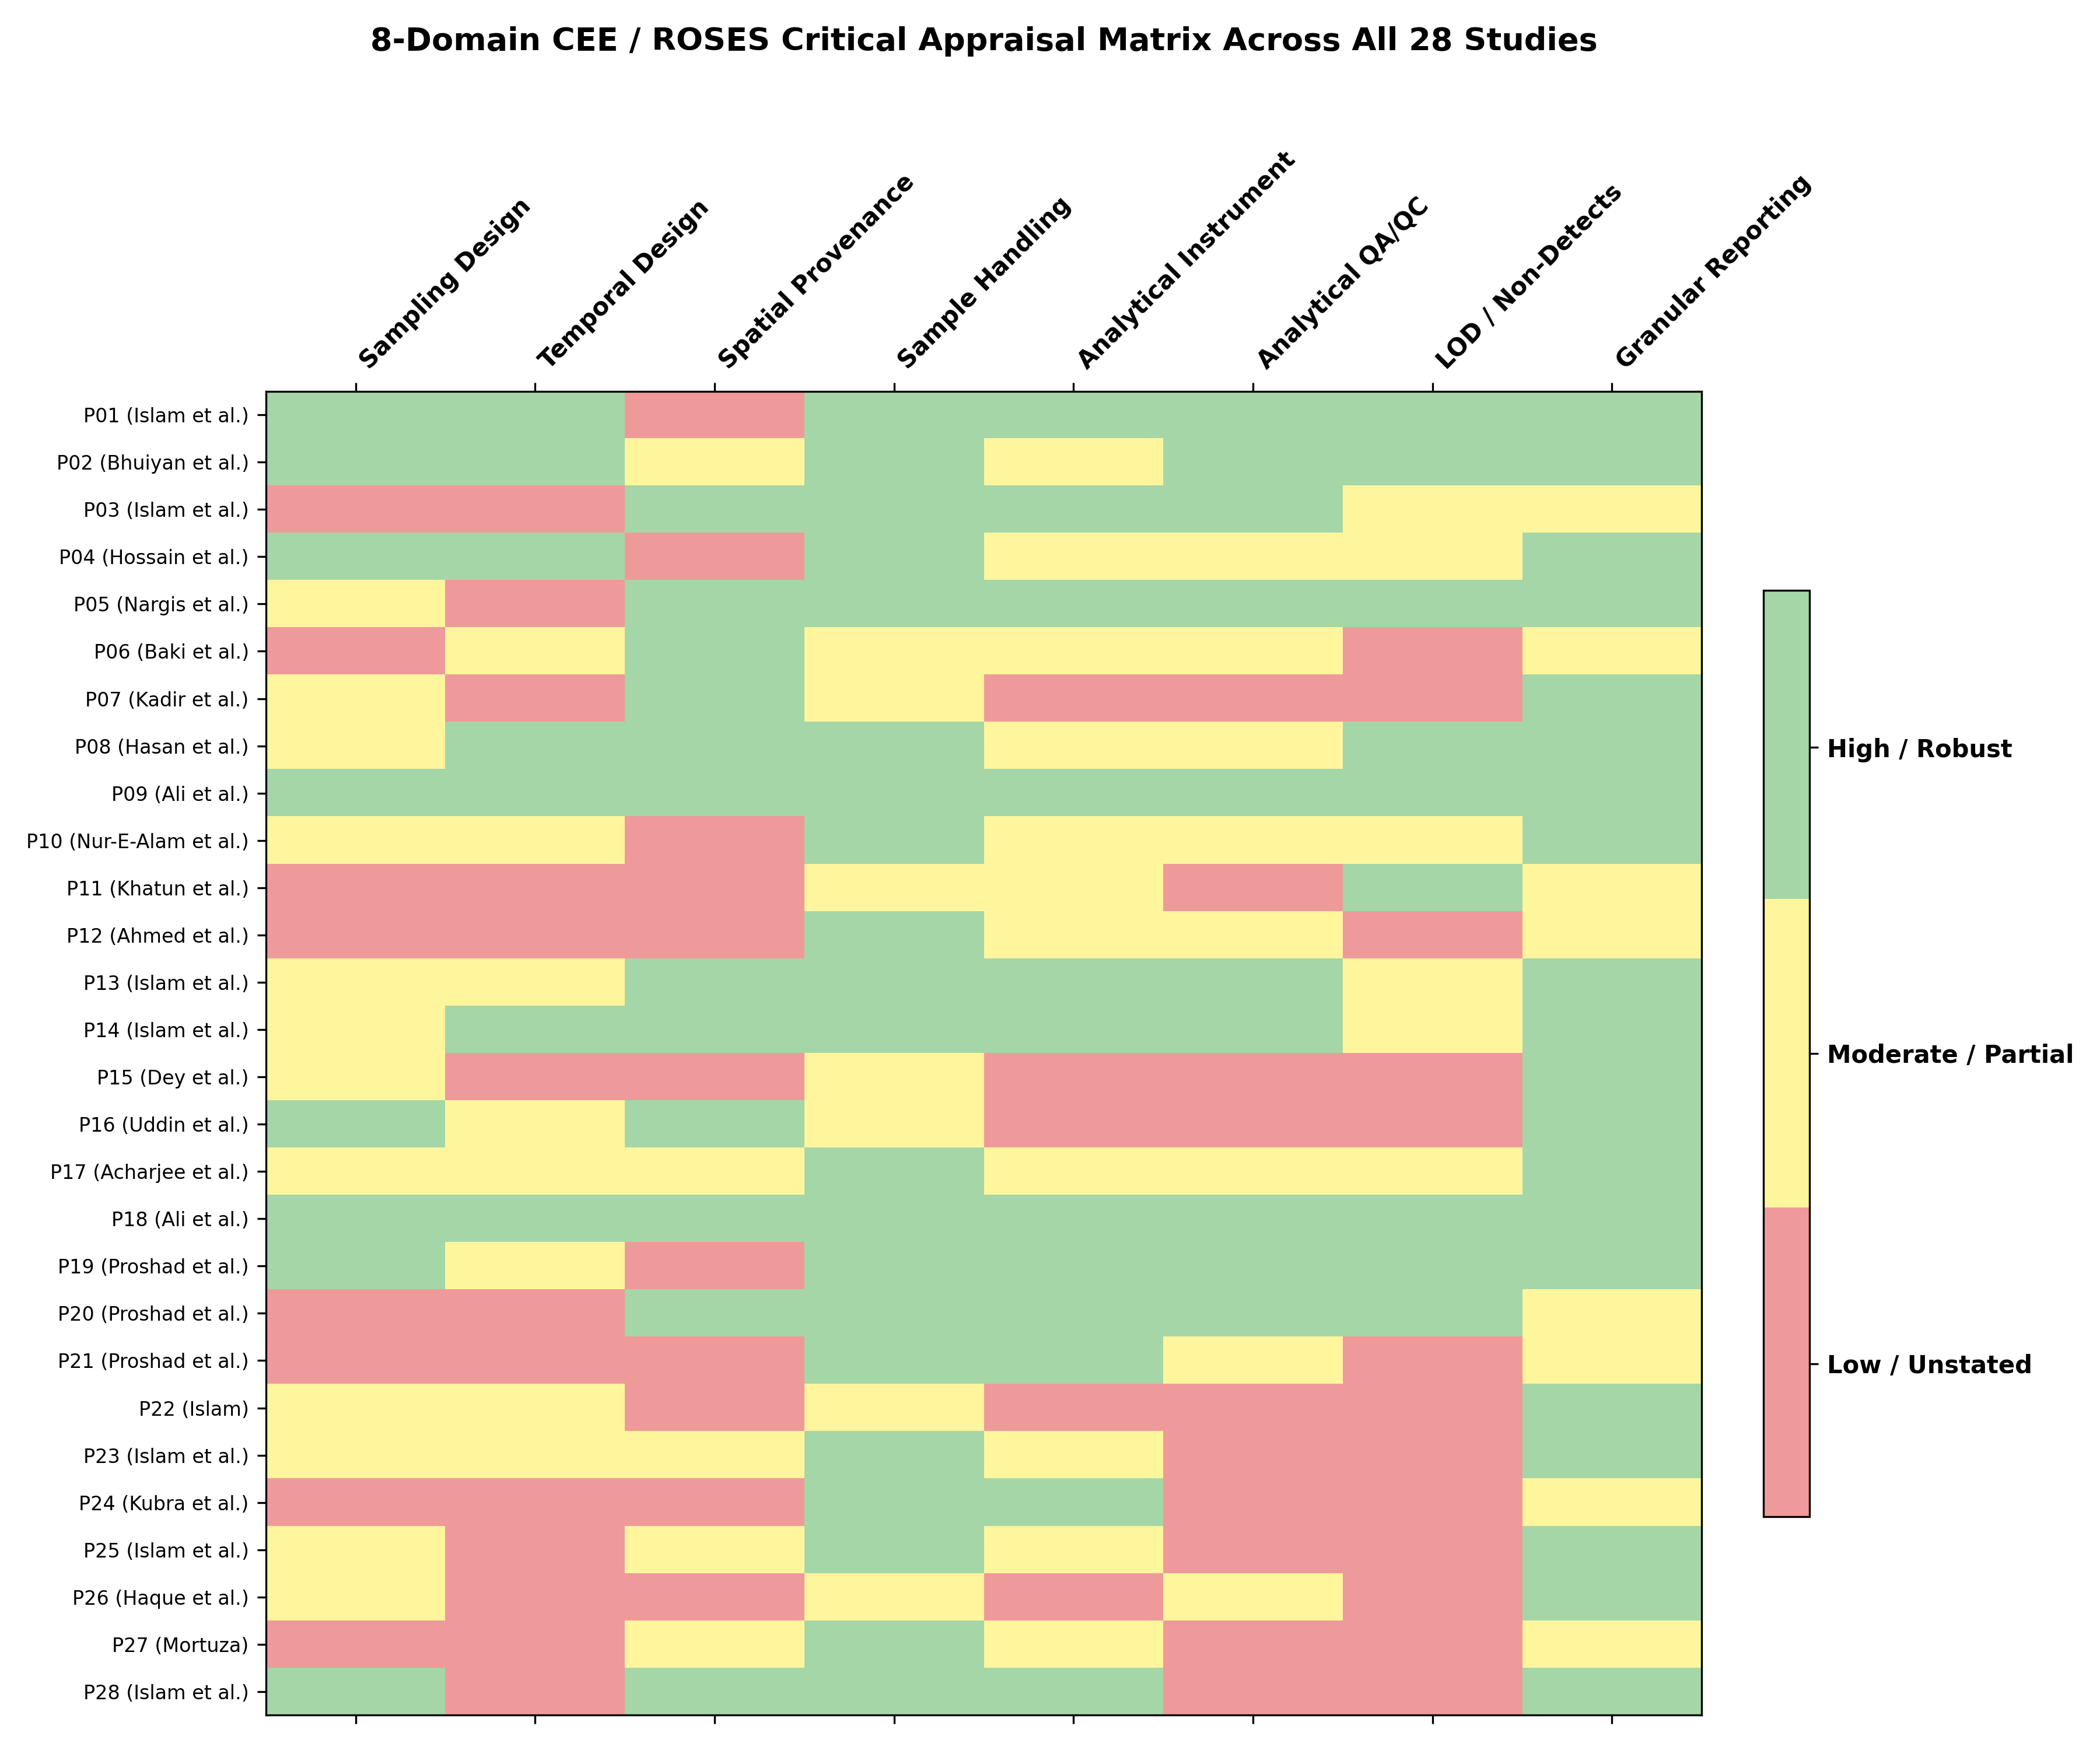 8-Domain CEE / ROSES Critical Appraisal Matrix Across All 28 Studies
Sampling Design
Temporal Design
Spatial Provenance
Sample Handling
Analytical Instrument
Analytical QA/QC
LOD / Non-Detects
Granular Reporting
P01 (Islam et al.)
P02 (Bhuiyan et al.)
P03 (Islam et al.)
P04 (Hossain et al.)
P05 (Nargis et al.)
P06 (Baki et al.)
P07 (Kadir et al.)
P08 (Hasan et al.)
P09 (Ali et al.)
P10 (Nur-E-Alam et al.)
P11 (Khatun et al.)
P12 (Ahmed et al.)
P13 (Islam et al.)
P14 (Islam et al.)
P15 (Dey et al.)
P16 (Uddin et al.)
P17 (Acharjee et al.)
P18 (Ali et al.)
P19 (Proshad et al.)
P20 (Proshad et al.)
P21 (Proshad et al.)
P22 (Islam)
P23 (Islam et al.)
P24 (Kubra et al.)
P25 (Islam et al.)
P26 (Haque et al.)
P27 (Mortuza)
P28 (Islam et al.)
High / Robust
Moderate / Partial
Low / Unstated